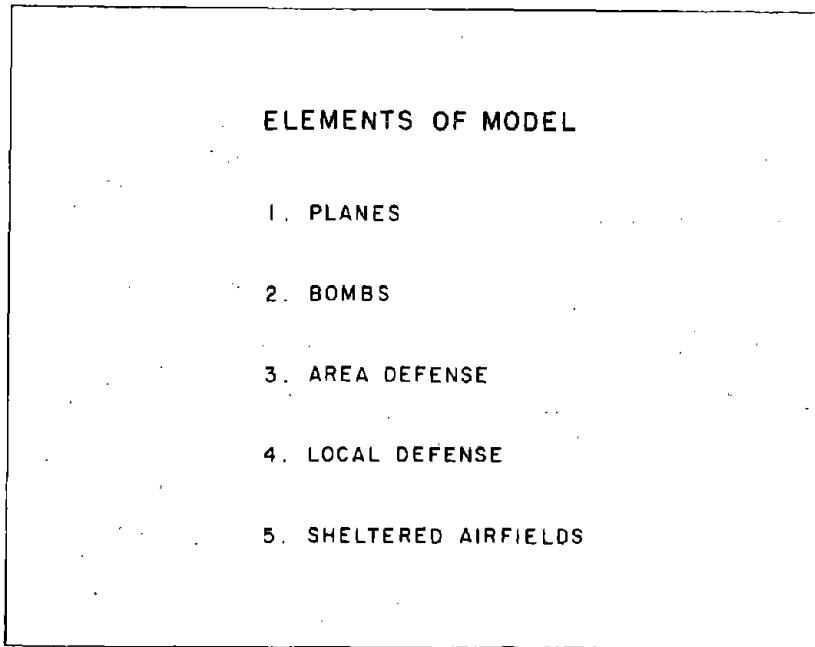 ELEMENTS OF MODEL
1. PLANES
2. BOMBS
3. AREA DEFENSE
4. LOCAL DEFENSE
5. SHELTERED AIRFIELDS